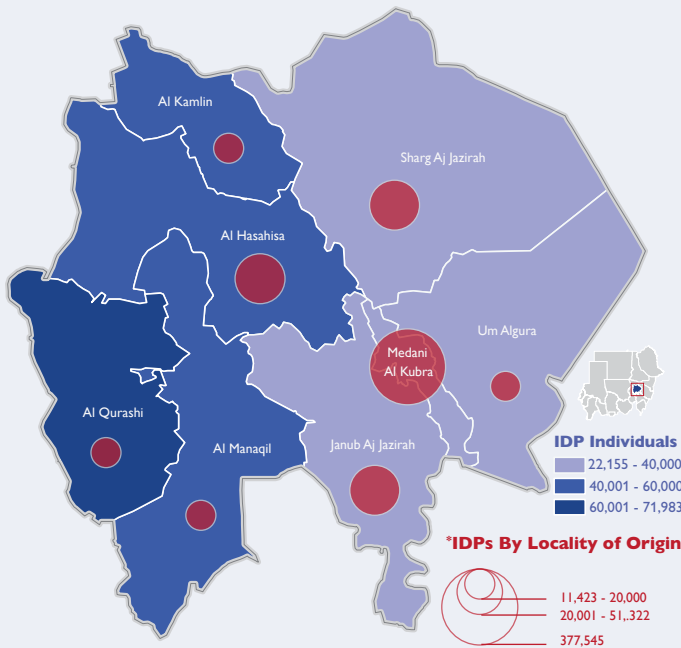 Al Kamlin
Sharg Aj Jazirah
Al Hasahisa
Um Algura
Medani
Al Kubra
Al Qurashi
Al Manaqil
Janub Aj Jazirah
IDP Individuals
22,155 - 40,000
40,001 - 60,000
60,001 - 71,983
*IDPs By Locality of Origin
11,423 - 20,000
20,001 - 51,.322
377,545